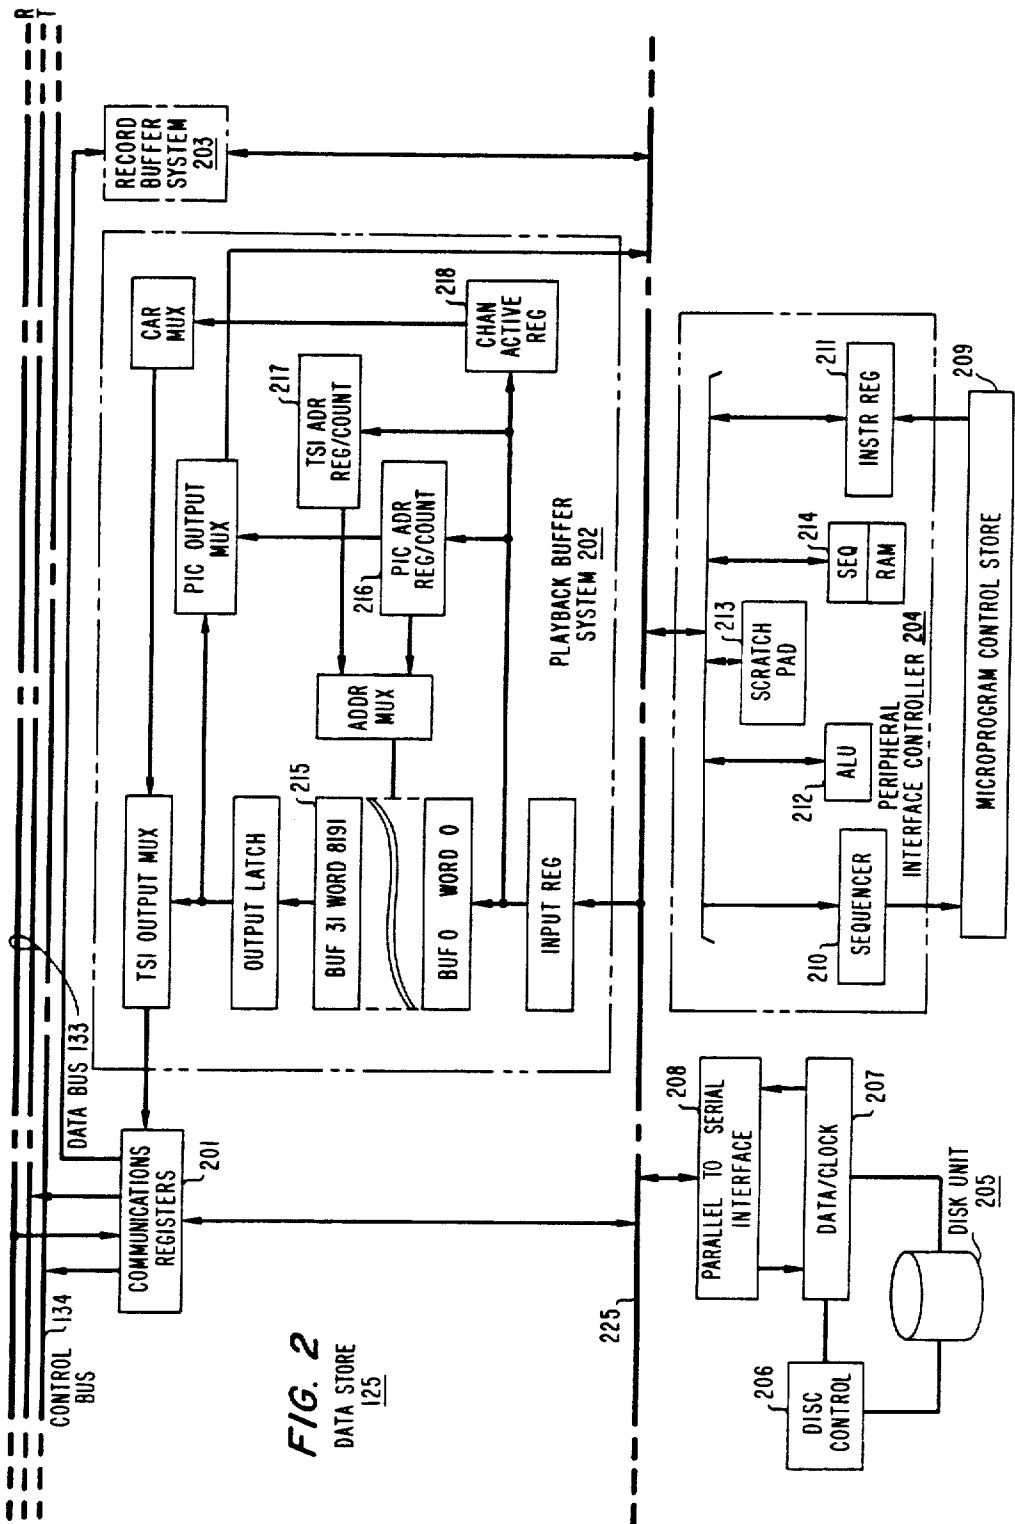 R
T
DATA BUS 133
CONTROL
BUS
134
COMMUNICATIONS
REGISTERS
201
TSI OUTPUT MUX
CAR
MUX
RECORD
BUFFER
SYSTEM
203
OUTPUT LATCH
PIC OUTPUT
MUX
BUF 31 WORD 8191
215
ADDR
MUX
217
TSI ADR
REG/COUNT
216
PIC ADR
REG/COUNT
BUF 0 WORD 0
218
CHAN
ACTIVE
REG
INPUT REG
PLAYBACK BUFFER
SYSTEM 202
FIG. 2
DATA STORE
125
225
208
PARALLEL TO SERIAL
INTERFACE
207
DATA/CLOCK
206
DISC
CONTROL
DISK UNIT
205
210
SEQUENCER
212
ALU
213
SCRATCH
PAD
214
SEQ
RAM
211
INSTR REG
PERIPHERAL
INTERFACE CONTROLLER 204
209
MICROPROGRAM CONTROL STORE